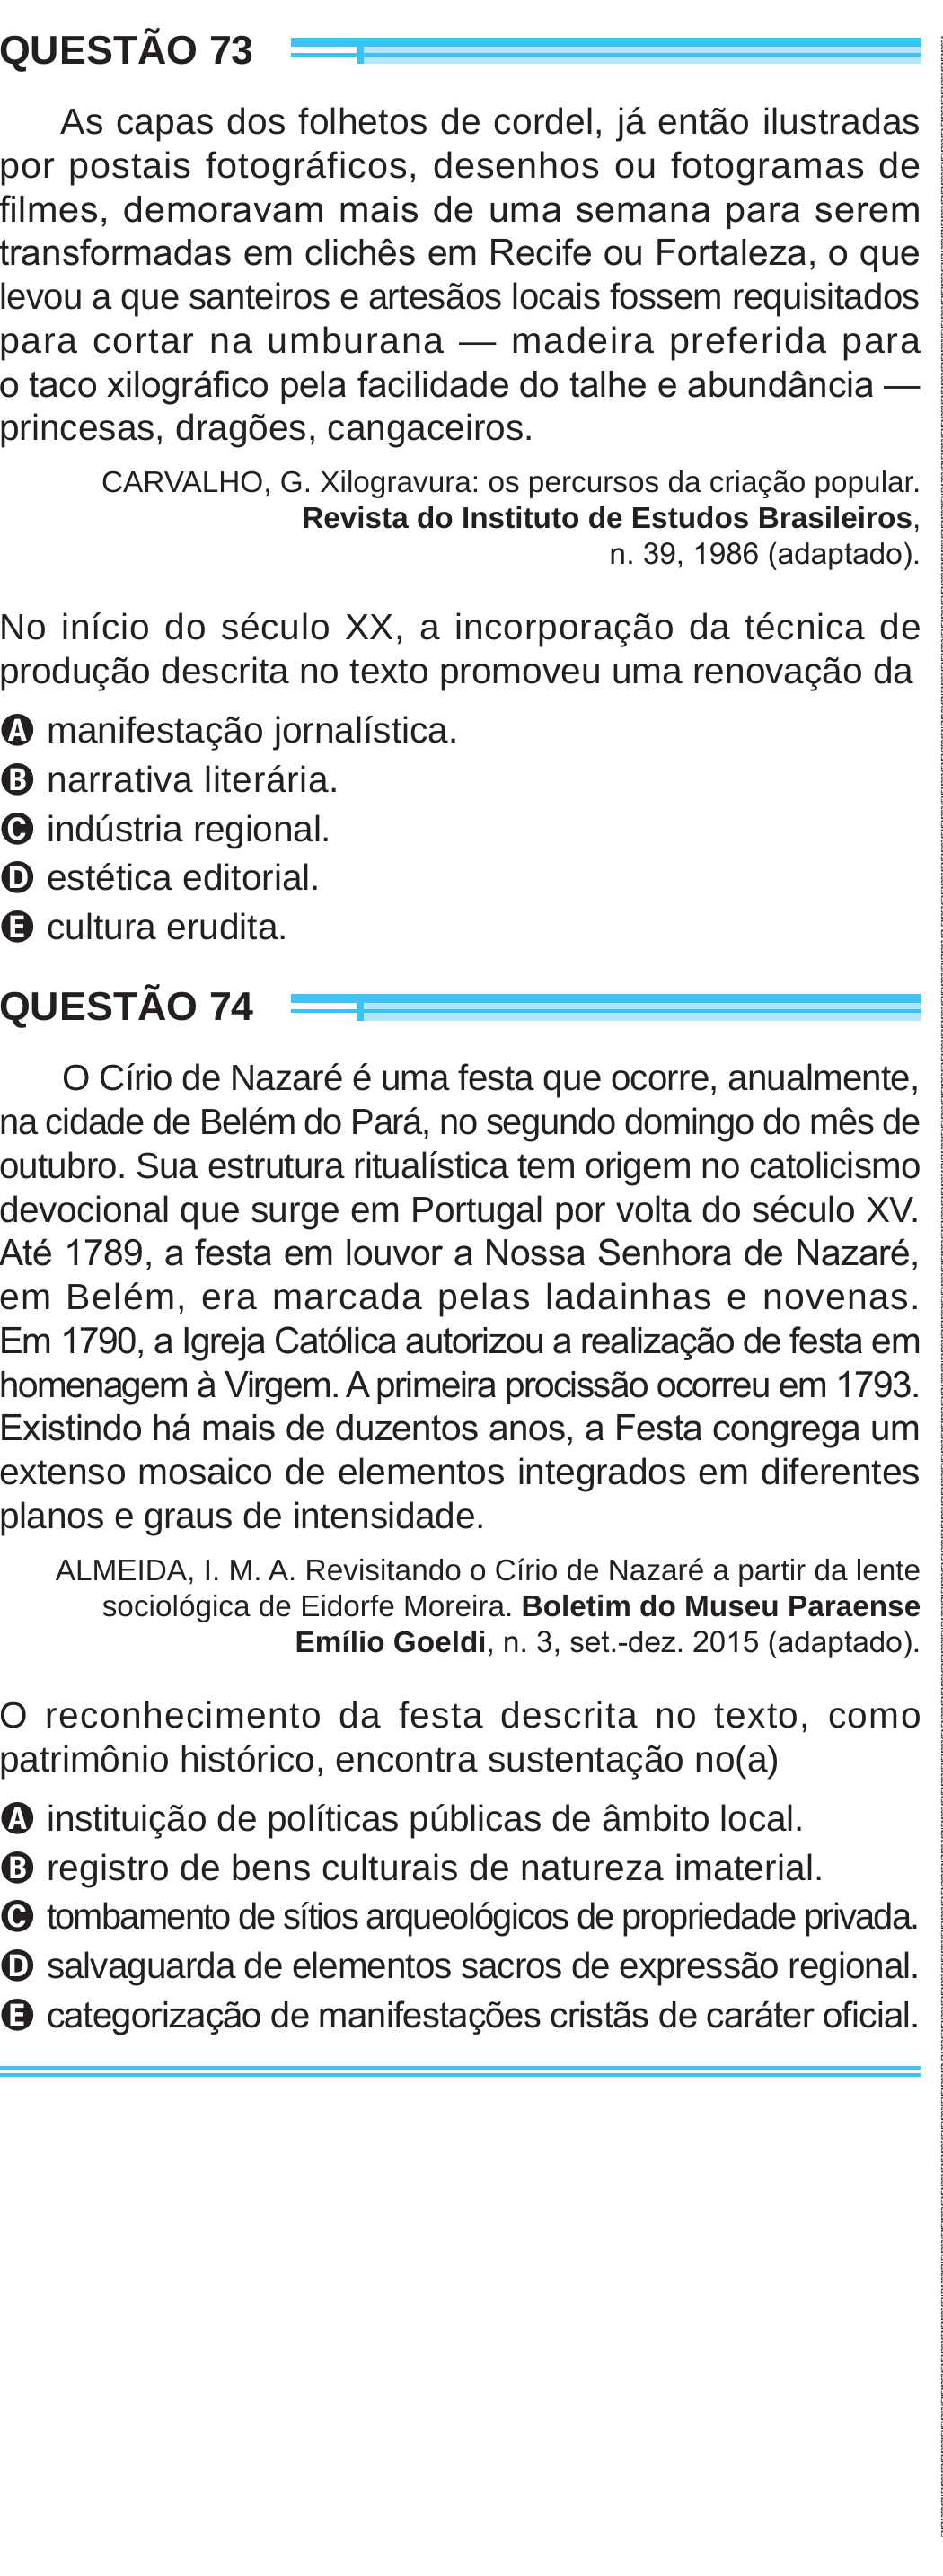 QUESTÃO 73
As capas dos folhetos de cordel, já então ilustradas
por postais fotográficos, desenhos ou fotogramas de
filmes, demoravam mais de uma semana para serem
transformadas em clichês em Recife ou Fortaleza, o que
levou a que santeiros e artesãos locais fossem requisitados
para cortar na umburana — madeira preferida para
o taco xilográfico pela facilidade do talhe e abundância —
princesas, dragões, cangaceiros.
CARVALHO, G. Xilogravura: os percursos da criação popular.
Revista do Instituto de Estudos Brasileiros,
n. 39, 1986 (adaptado).
No início do século XX, a incorporação da técnica de
produção descrita no texto promoveu uma renovação da
A manifestação jornalística.
B narrativa literária.
C indústria regional.
D estética editorial.
E cultura erudita.
QUESTÃO 74
O Círio de Nazaré é uma festa que ocorre, anualmente,
na cidade de Belém do Pará, no segundo domingo do mês de
outubro. Sua estrutura ritualística tem origem no catolicismo
devocional que surge em Portugal por volta do século XV.
Até 1789, a festa em louvor a Nossa Senhora de Nazaré,
em Belém, era marcada pelas ladainhas e novenas.
Em 1790, a Igreja Católica autorizou a realização de festa em
homenagem à Virgem. A primeira procissão ocorreu em 1793.
Existindo há mais de duzentos anos, a Festa congrega um
extenso mosaico de elementos integrados em diferentes
planos e graus de intensidade.
ALMEIDA, I. M. A. Revisitando o Círio de Nazaré a partir da lente
sociológica de Eidorfe Moreira. Boletim do Museu Paraense
Emílio Goeldi, n. 3, set.-dez. 2015 (adaptado).
O reconhecimento da festa descrita no texto, como
patrimônio histórico, encontra sustentação no(a)
A instituição de políticas públicas de âmbito local.
B registro de bens culturais de natureza imaterial.
C tombamento de sítios arqueológicos de propriedade privada.
D salvaguarda de elementos sacros de expressão regional.
E categorização de manifestações cristãs de caráter oficial.